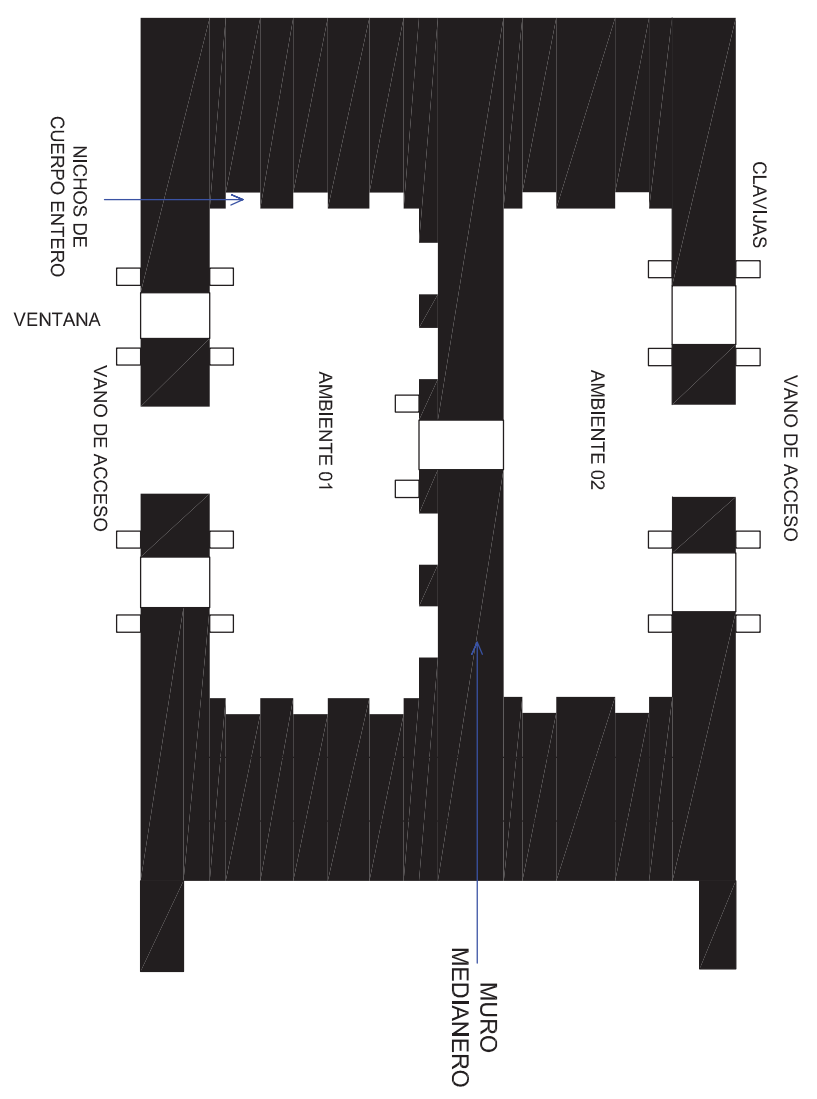 NICHOS DE
CUERPO ENTERO
CLAVIJAS
VENTANA
VANO DE ACCESO
AMBIENTE 01
AMBIENTE 02
VANO DE ACCESO
MURO
MEDIANERO